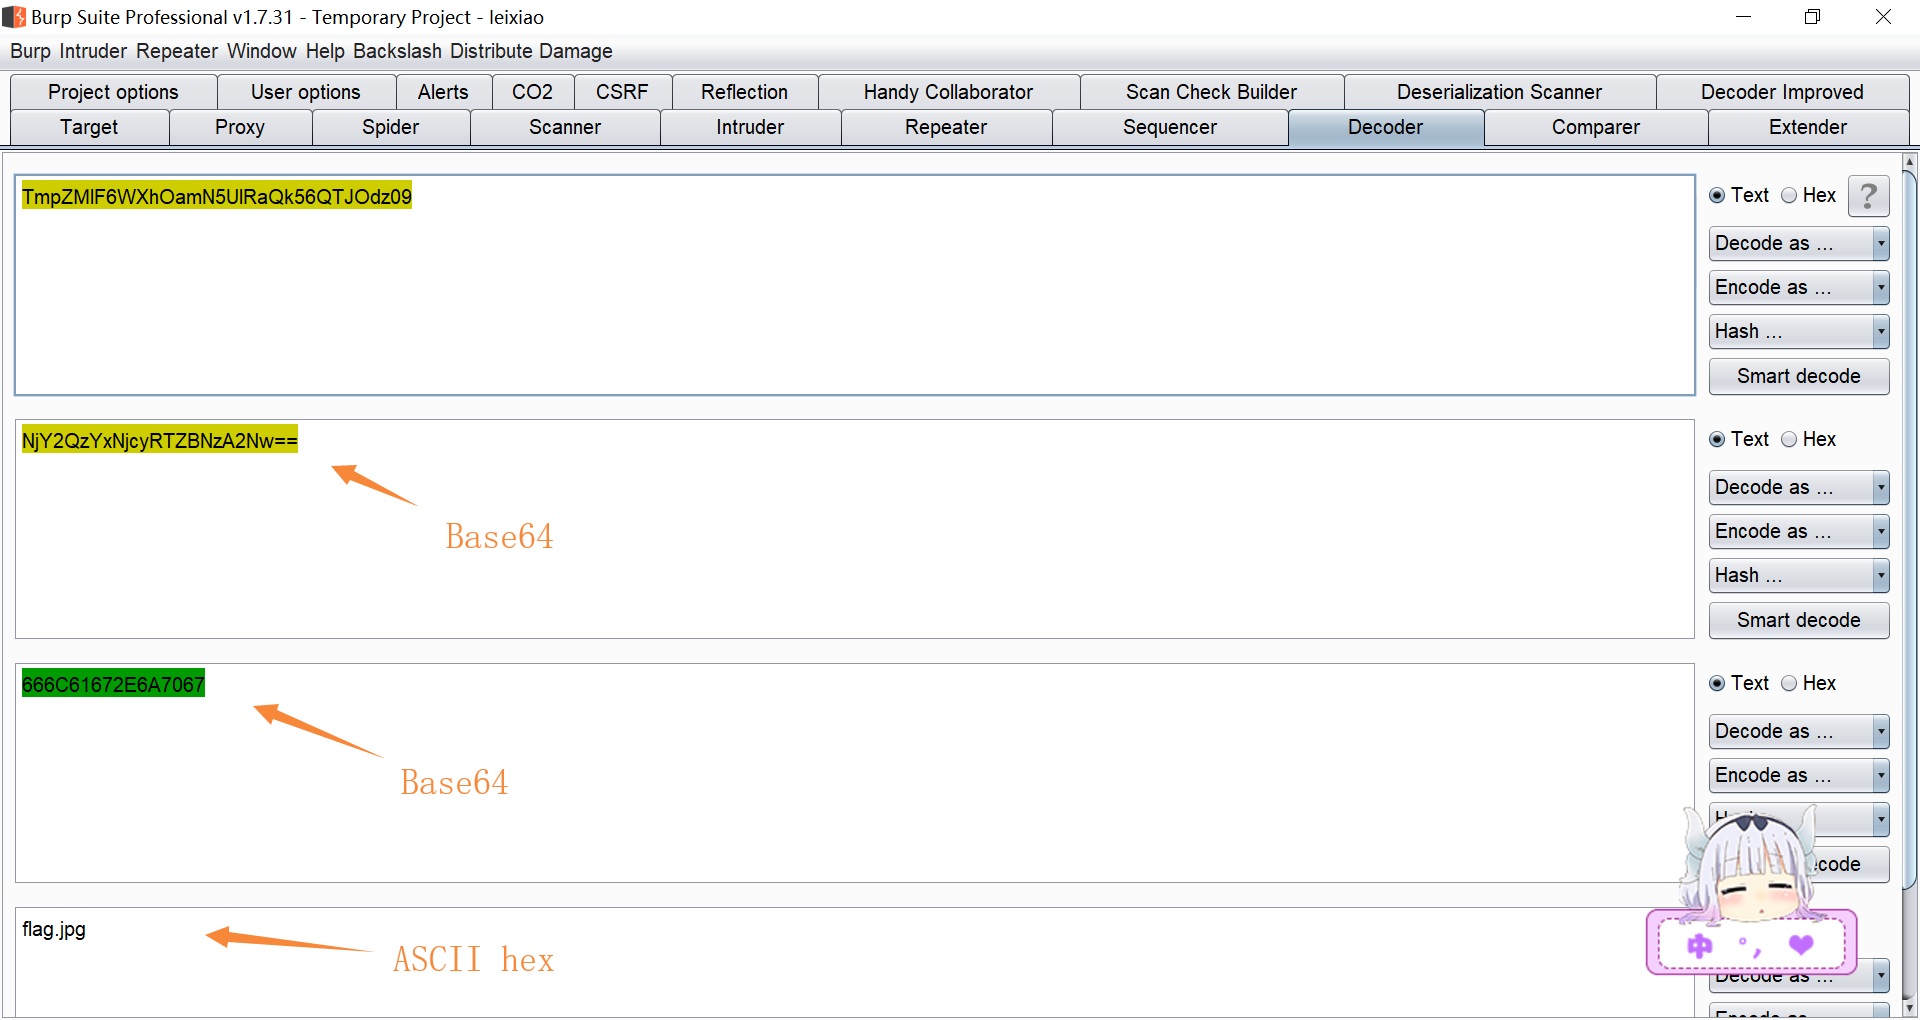 Burp Suite Professional v1.7.31 - Temporary Project - leixiao
Burp Intruder Repeater Window Help Backslash Distribute Damage
Project options User options Alerts CO2 CSRF Reflection Handy Collaborator Scan Check Builder Deserialization Scanner Decoder Improved
Target Proxy Spider Scanner Intruder Repeater Sequencer Decoder Comparer Extender
TmpZMlF6WXhOamN5UlRaQk56QTJOdz09
Text Hex ?
Decode as ...
Encode as ...
Hash ...
Smart decode
NjY2QzYxNjcyRTZBNzA2Nw==
Text Hex
Base64
Decode as ...
Encode as ...
Hash ...
Smart decode
666C61672E6A7067
Text Hex
Base64
Decode as ...
Encode as ...
ecode
flag.jpg
ASCII hex
中 °,
Decode as ...
Encode as ...